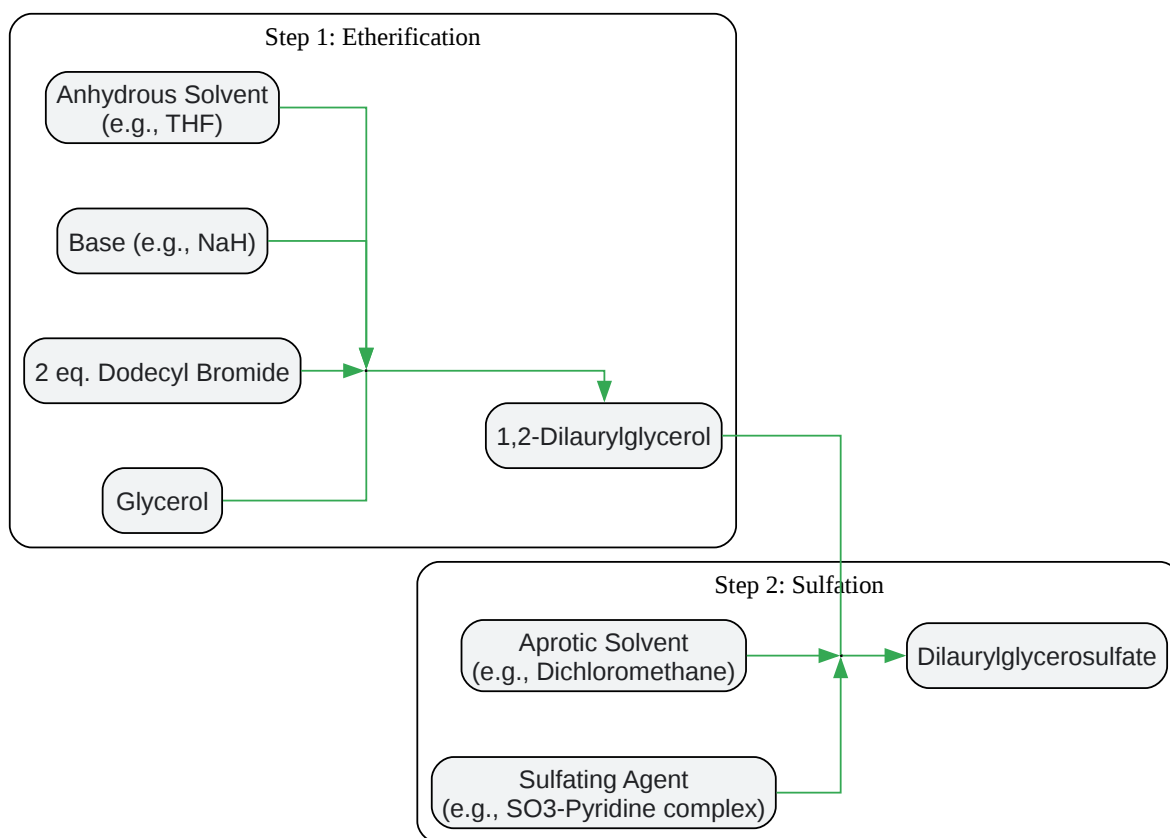 Step 1: Etherification
Anhydrous Solvent
(e.g., THF)
Base (e.g., NaH)
2 eq. Dodecyl Bromide
1,2-Dilaurylglycerol
Glycerol
Step 2: Sulfation
Aprotic Solvent
(e.g., Dichloromethane)
Dilaurylglycerosulfate
Sulfating Agent
(e.g., SO3-Pyridine complex)